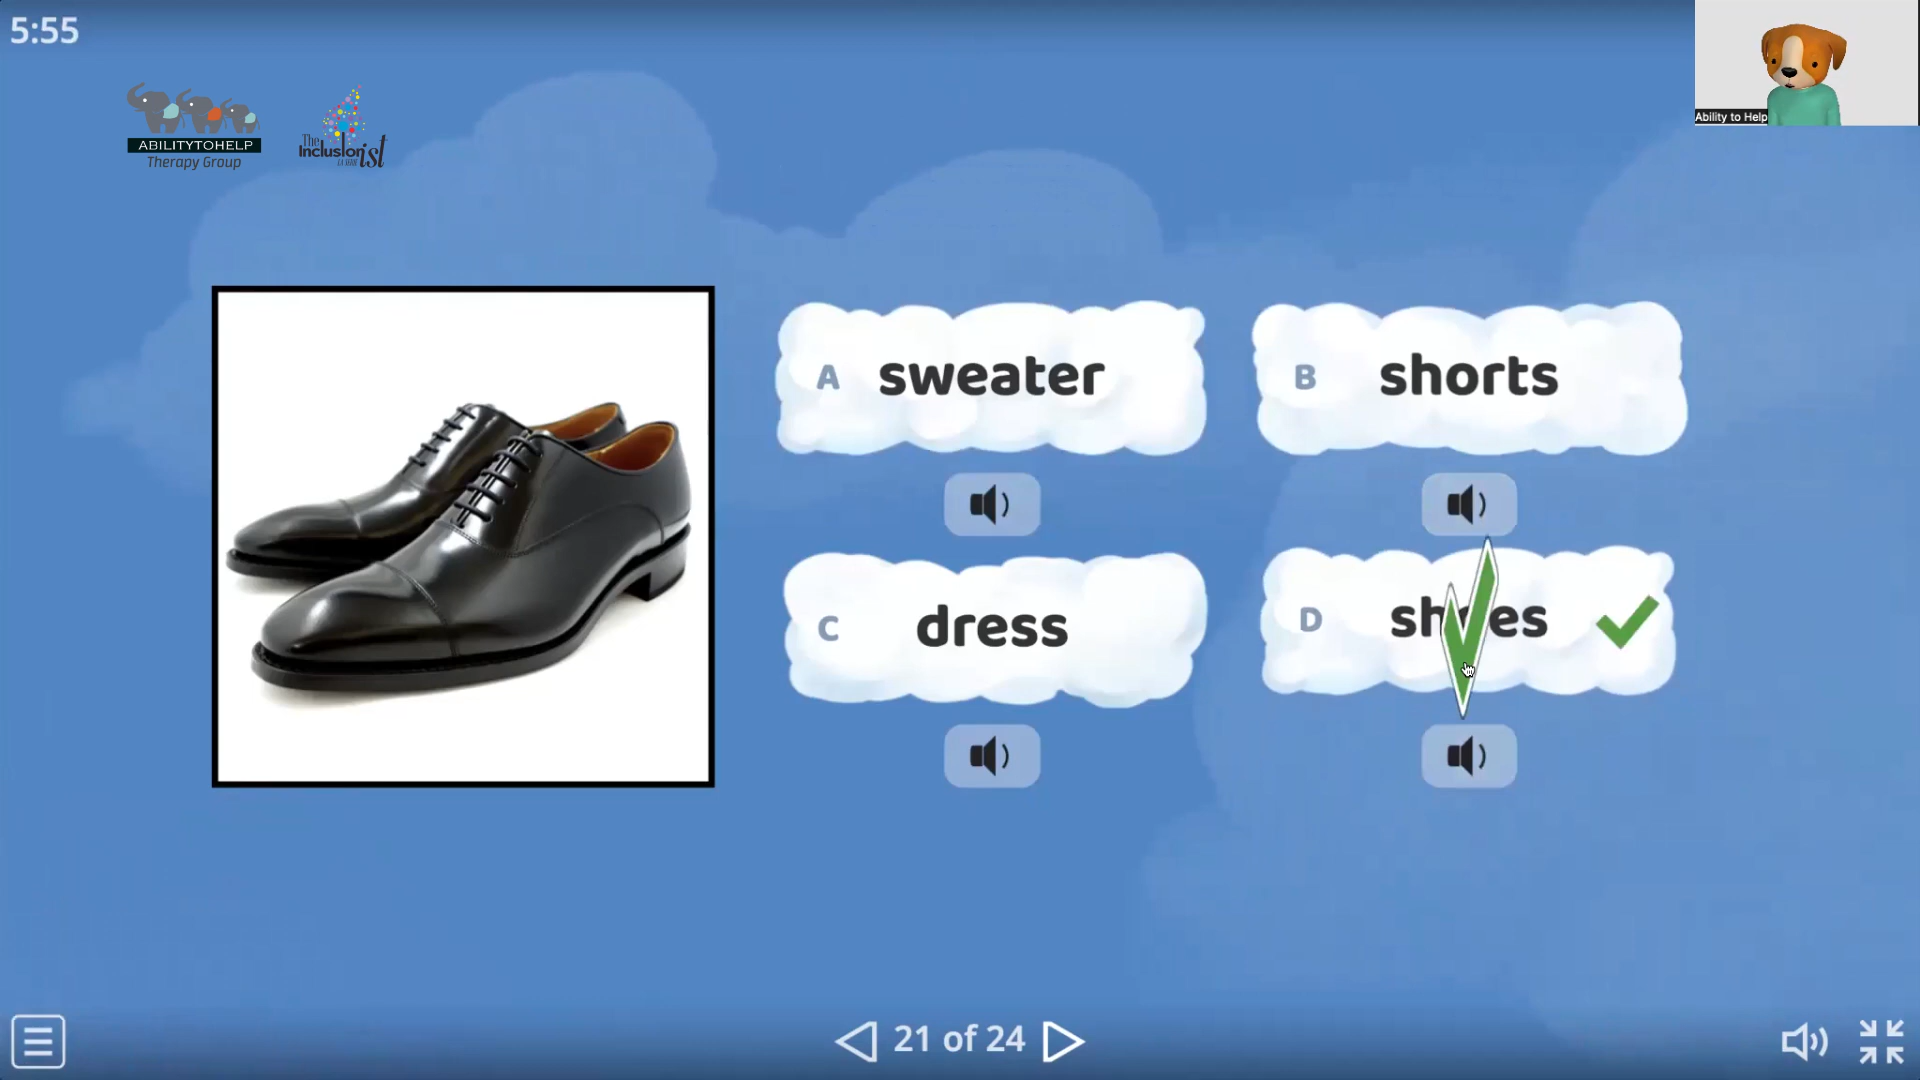 5:55
ABILITYTOHELP
Therapy Group
The
Inclusionist
Ability to Help
A sweater
B shorts
C dress
D shoes
21 of 24